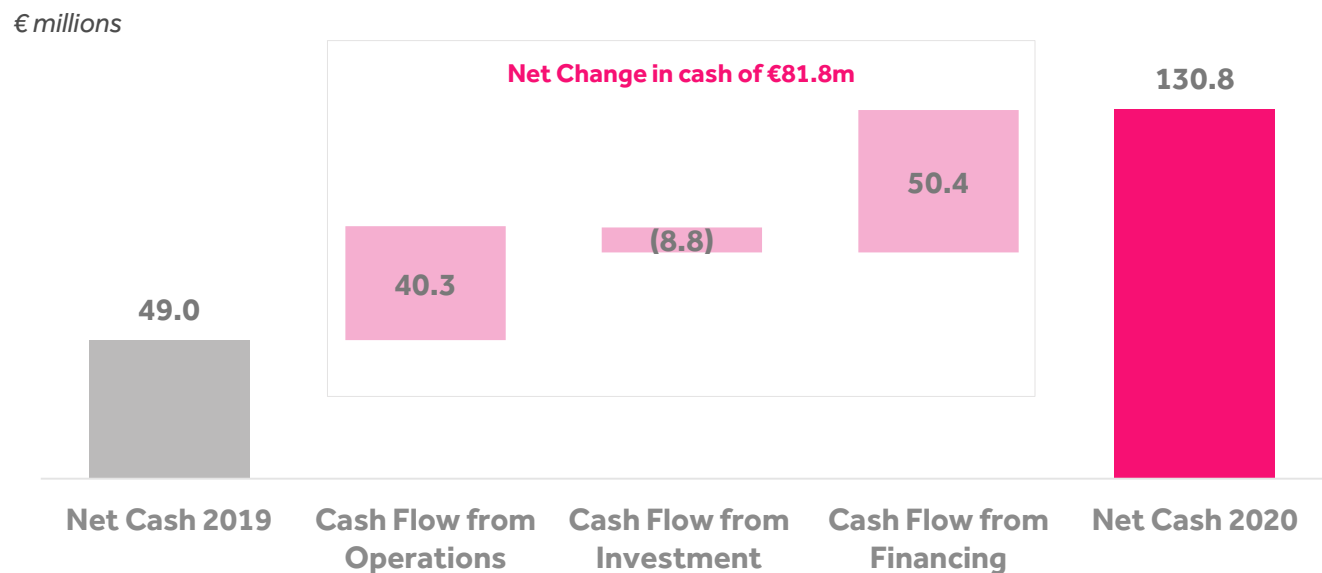 € millions
Net Change in cash of €81.8m
130.8
50.4
(8.8)
40.3
49.0
Net Cash 2019
Cash Flow from
Operations
Cash Flow from
Investment
Cash Flow from
Financing
Net Cash 2020